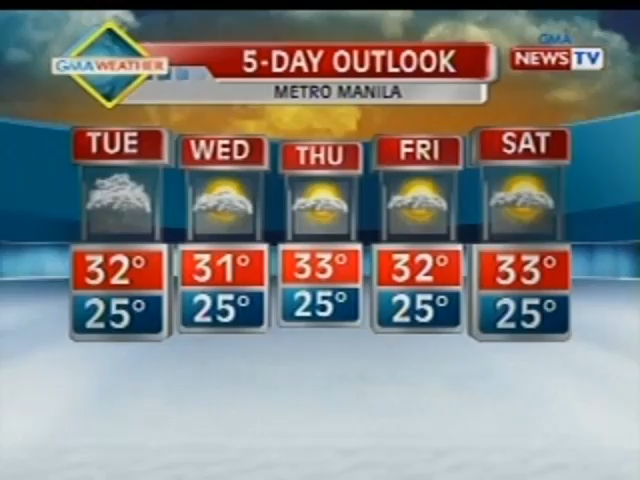 GMA WEATHER
5-DAY OUTLOOK
METRO MANILA
GMA
NEWS TV
TUE WED THU FRI SAT
32° 31° 33° 32° 33°
25° 25° 25° 25° 25°